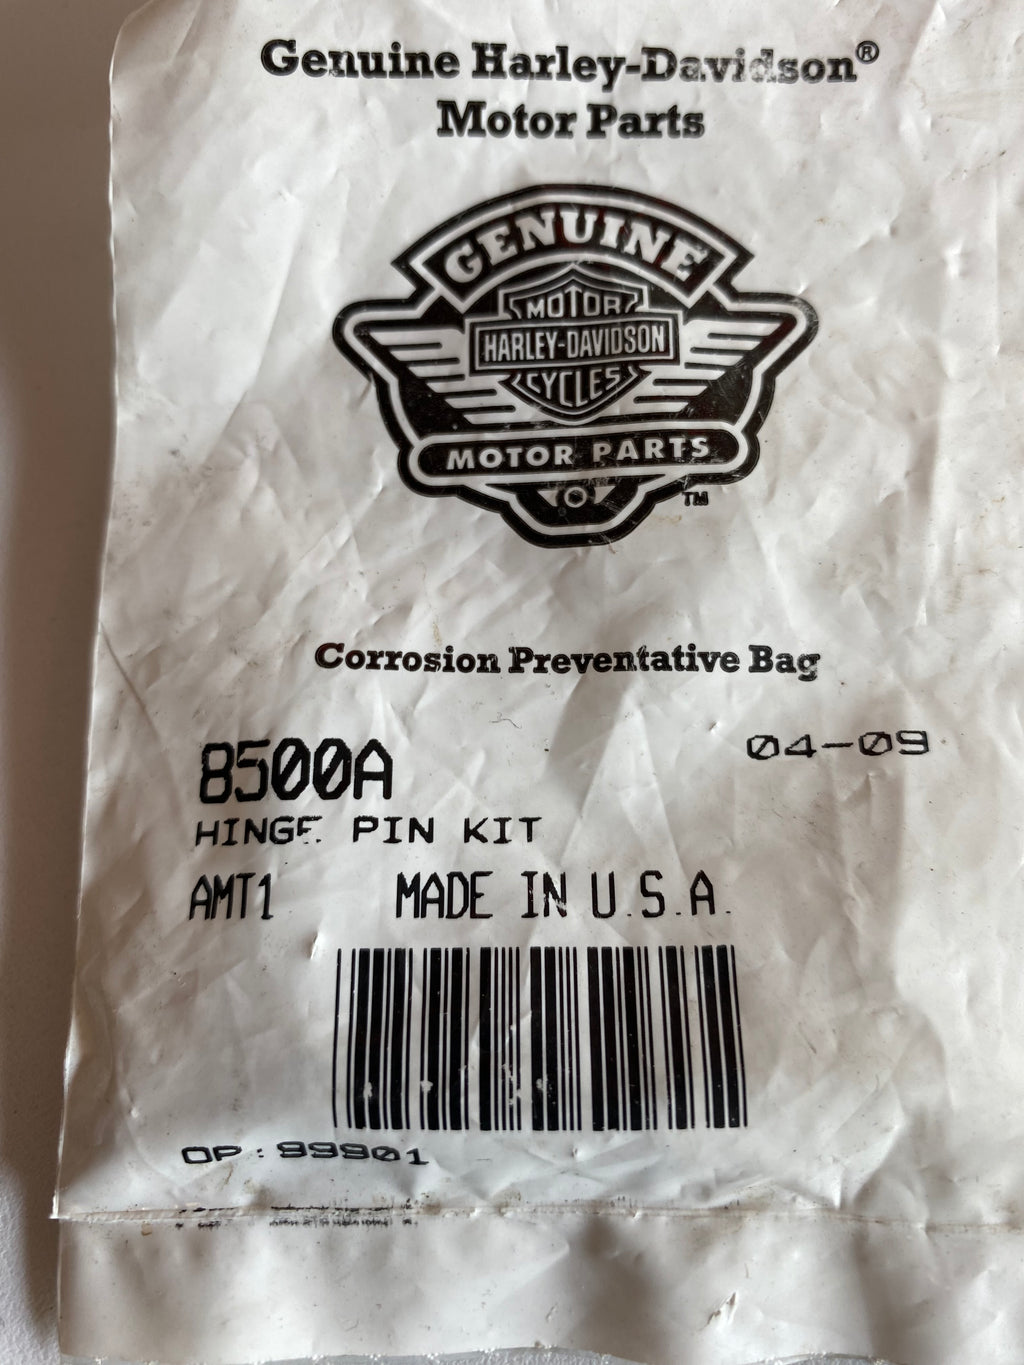 Genuine Harley-Davidson®
Motor Parts
GENUINE
MOTOR
HARLEY-DAVIDSON
CYCLES
MOTOR PARTS
TM
Corrosion Preventative Bag
8500A
04-09
HINGE PIN KIT
AMT1 MADE IN U.S.A.
OP: 99901